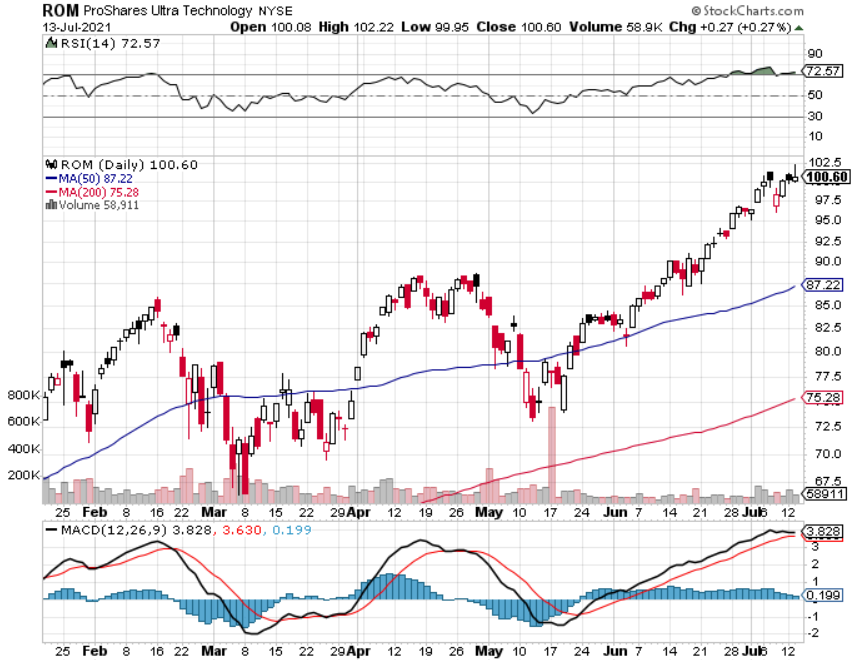 ROM ProShares Ultra Technology NYSE © StockCharts.com
13-Jul-2021 Open 100.08 High 102.22 Low 99.95 Close 100.60 Volume 58.9K Chg +0.27 (+0.27%)
RSI(14) 72.57
90
72.57
50
30
10
ROM (Daily) 100.60
MA(50) 87.22
MA(200) 75.28
Volume 58,911
102.5
100.60
97.5
95.0
92.5
90.0
87.22
85.0
82.5
80.0
77.5
800K 75.28
600K 72.5
400K 70.0
200K 67.5
58911
25 Feb 8 16 22 Mar 8 15 22 29 Apr 12 19 26 May 10 17 24 Jun 7 14 21 28 Jul 6 12
MACD(12,26,9) 3.828, 3.630, 0.199
3.828
3
2
1
0.199
-1
-2
25 Feb 8 16 22 Mar 8 15 22 29 Apr 12 19 26 May 10 17 24 Jun 7 14 21 28 Jul 6 12